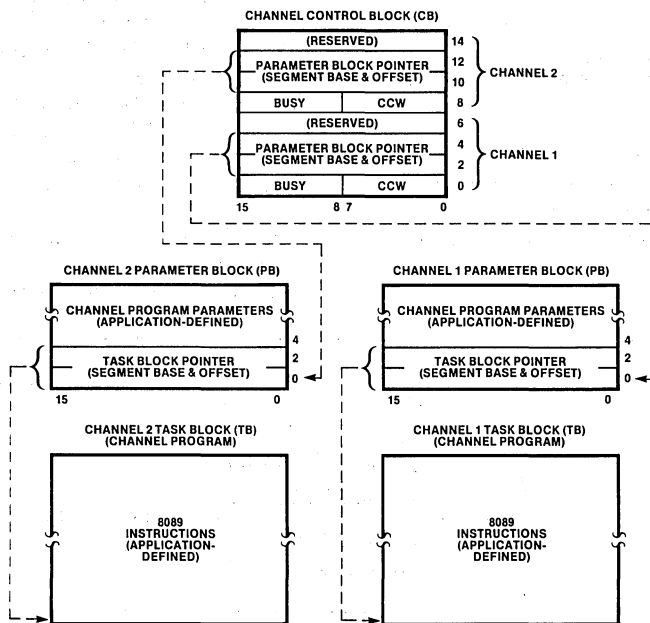 CHANNEL CONTROL BLOCK (CB)
(RESERVED) 14
PARAMETER BLOCK POINTER 12
(SEGMENT BASE & OFFSET) 10
CHANNEL 2
BUSY CCW 8
(RESERVED) 6
PARAMETER BLOCK POINTER 4
(SEGMENT BASE & OFFSET) 2
CHANNEL 1
BUSY CCW 0
15 8 7 0
CHANNEL 2 PARAMETER BLOCK (PB)
CHANNEL PROGRAM PARAMETERS
(APPLICATION-DEFINED)
4
TASK BLOCK POINTER 2
(SEGMENT BASE & OFFSET) 0
15 0
CHANNEL 1 PARAMETER BLOCK (PB)
CHANNEL PROGRAM PARAMETERS
(APPLICATION-DEFINED)
4
TASK BLOCK POINTER 2
(SEGMENT BASE & OFFSET) 0
15 0
CHANNEL 2 TASK BLOCK (TB)
(CHANNEL PROGRAM)
8089
INSTRUCTIONS
(APPLICATION-
DEFINED)
CHANNEL 1 TASK BLOCK (TB)
(CHANNEL PROGRAM)
8089
INSTRUCTIONS
(APPLICATION-
DEFINED)